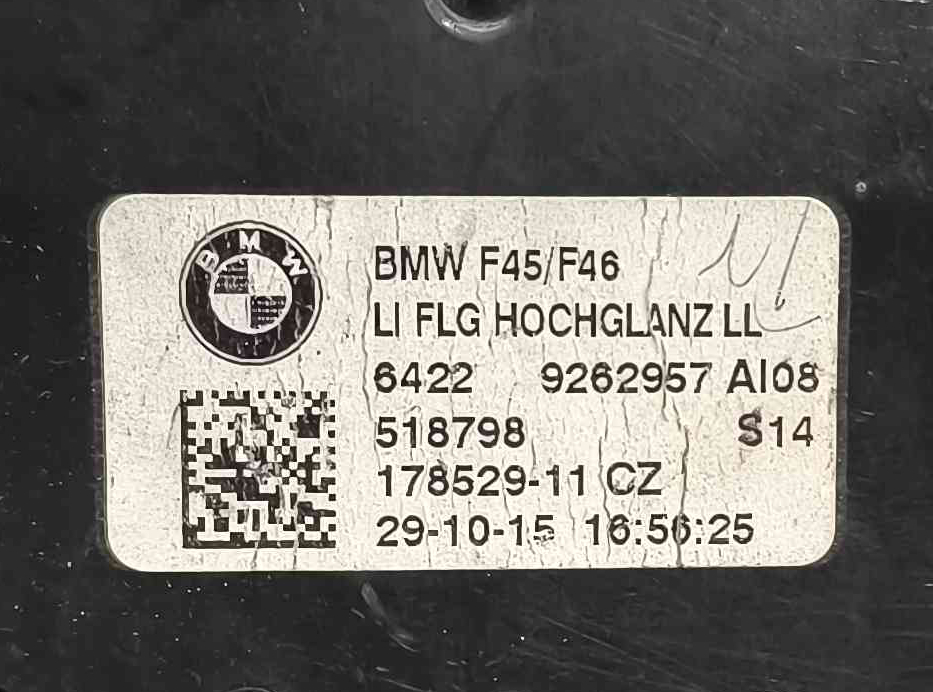 BMW
BMW F45/F46
LI FLG HOCHGLANZ LL
6422 9262957 AI08
518798 S14
178529-11 CZ
29-10-15 16:56:25